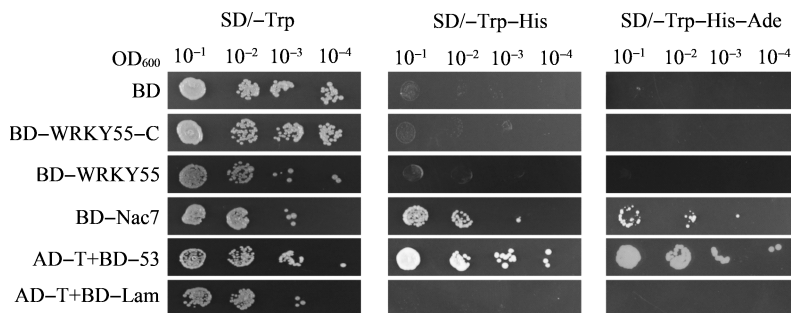 SD/−Trp SD/−Trp−His SD/−Trp−His−Ade
OD₆₀₀ 10⁻¹ 10⁻² 10⁻³ 10⁻⁴ 10⁻¹ 10⁻² 10⁻³ 10⁻⁴ 10⁻¹ 10⁻² 10⁻³ 10⁻⁴
BD
BD−WRKY55−C
BD−WRKY55
BD−Nac7
AD−T+BD−53
AD−T+BD−Lam